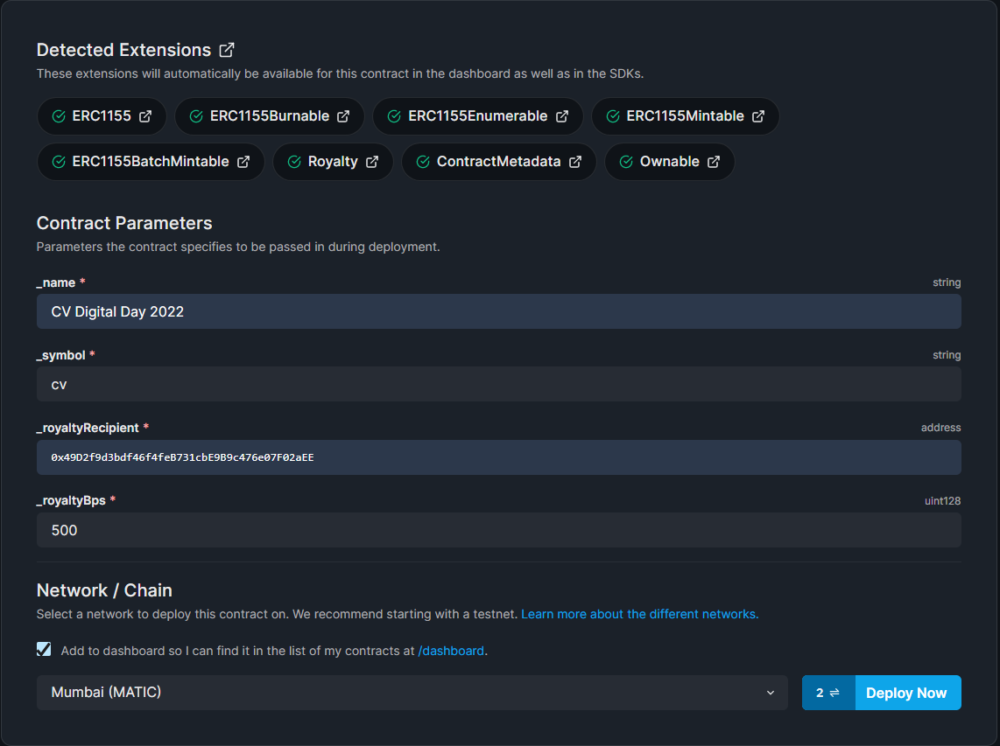 Detected Extensions
These extensions will automatically be available for this contract in the dashboard as well as in the SDKs.
ERC1155 ERC1155Burnable ERC1155Enumerable ERC1155Mintable
ERC1155BatchMintable Royalty ContractMetadata Ownable
Contract Parameters
Parameters the contract specifies to be passed in during deployment.
_name * string
CV Digital Day 2022
_symbol * string
CV
_royaltyRecipient * address
0x49D2f9d3bdf46f4feB731cbE9B9c476e07F02aEE
_royaltyBps * uint128
500
Network / Chain
Select a network to deploy this contract on. We recommend starting with a testnet. Learn more about the different networks.
Add to dashboard so I can find it in the list of my contracts at /dashboard.
Mumbai (MATIC) 2 ⇌ Deploy Now